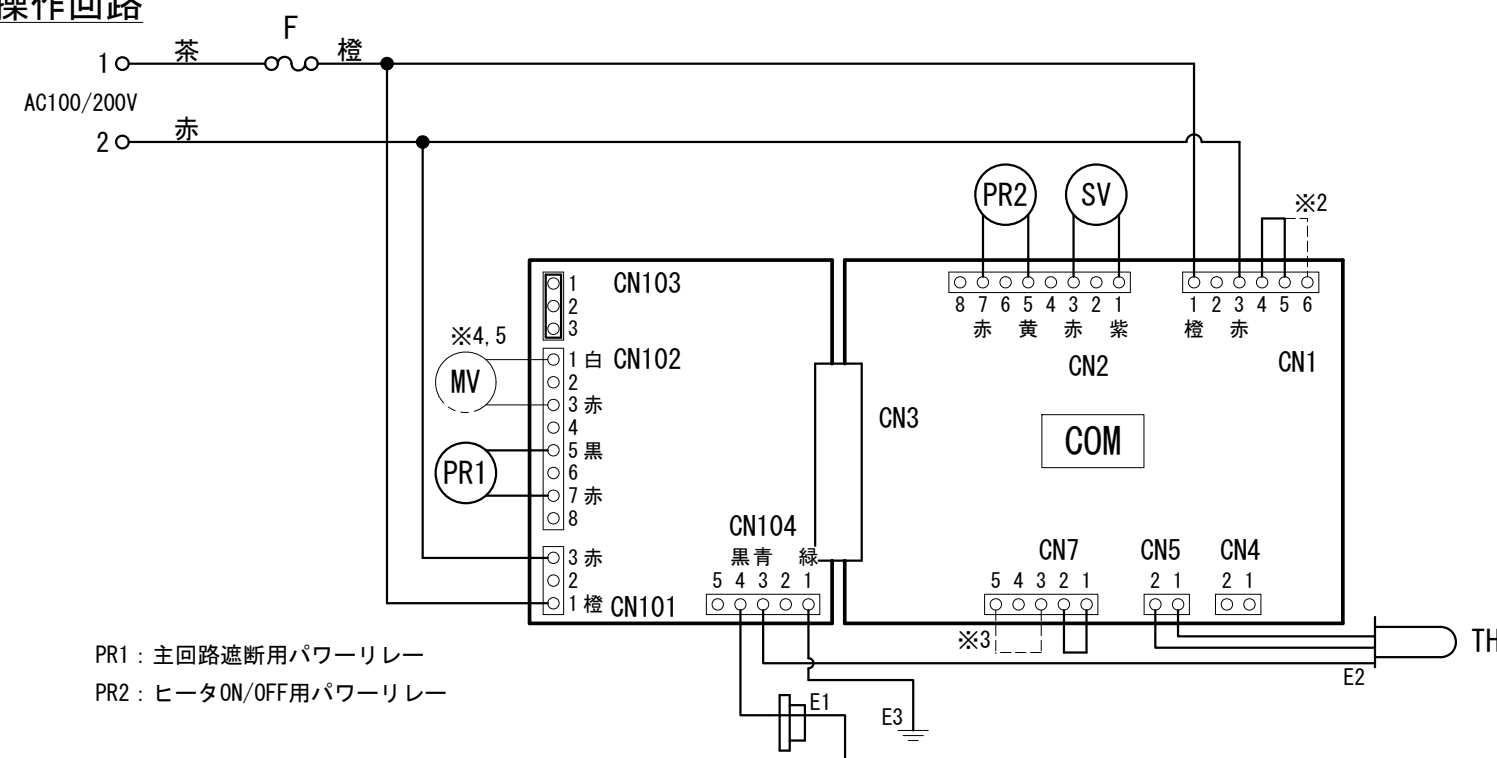 操作回路
F
1 茶 橙
AC100/200V
2 赤
PR2 SV ※2
CN103
1
2
3
8 7 6 5 4 3 2 1
赤 黄 赤 紫
CN2
1 2 3 4 5 6
橙 赤
CN1
※4,5
MV
PR1
CN102
1 白
2
3 赤
4
5 黒
6
7 赤
8
CN3
COM
3 赤
2
1 橙
CN101
CN104
黒 青 緑
5 4 3 2 1
CN7
5 4 3 2 1
CN5
2 1
CN4
2 1
※3
TH
E2
E1
E3
PR1：主回路遮断用パワーリレー
PR2：ヒータON/OFF用パワーリレー